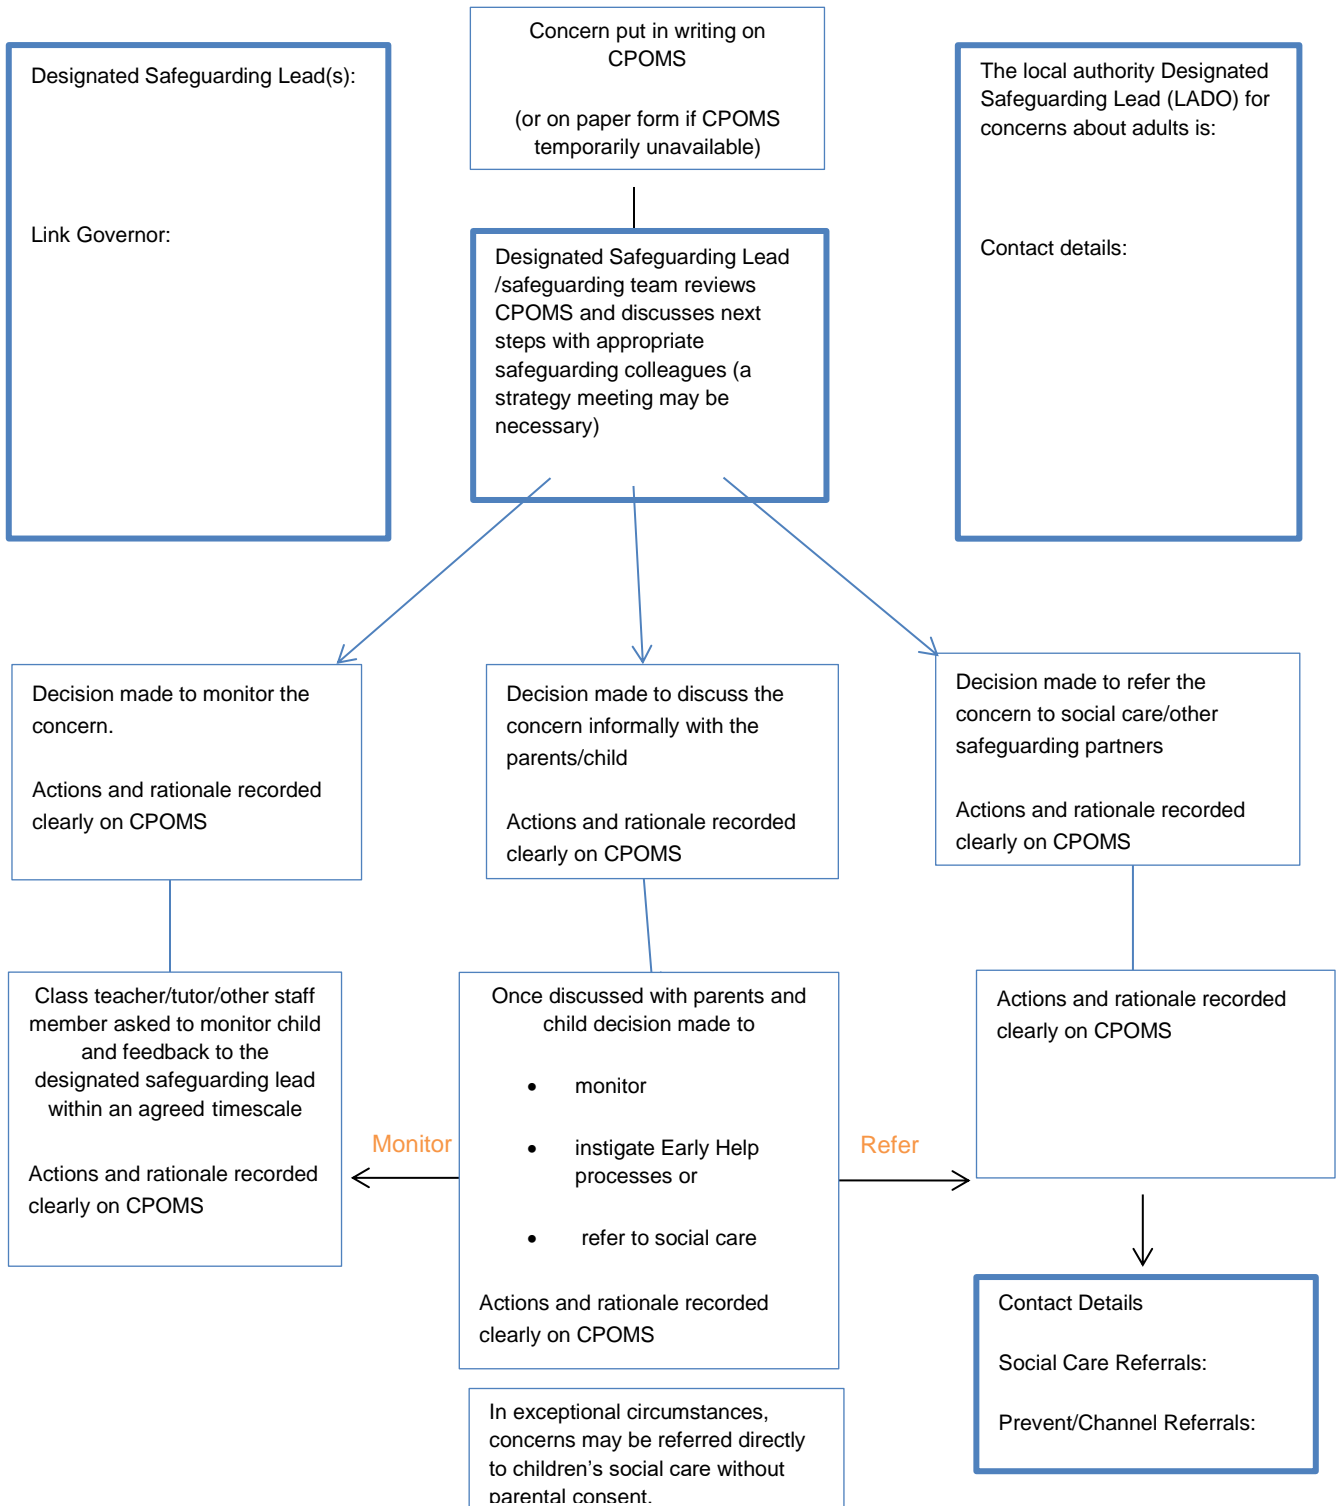 Concern put in writing on
CPOMS
(or on paper form if CPOMS
temporarily unavailable)
Designated Safeguarding Lead(s):
Link Governor:
The local authority Designated
Safeguarding Lead (LADO) for
concerns about adults is:
Contact details:
Designated Safeguarding Lead
/safeguarding team reviews
CPOMS and discusses next
steps with appropriate
safeguarding colleagues (a
strategy meeting may be
necessary)
Decision made to monitor the
concern.
Actions and rationale recorded
clearly on CPOMS
Decision made to discuss the
concern informally with the
parents/child
Actions and rationale recorded
clearly on CPOMS
Decision made to refer the
concern to social care/other
safeguarding partners
Actions and rationale recorded
clearly on CPOMS
Class teacher/tutor/other staff
member asked to monitor child
and feedback to the
designated safeguarding lead
within an agreed timescale
Actions and rationale recorded
clearly on CPOMS
Monitor
Once discussed with parents and
child decision made to
• monitor
• instigate Early Help
processes or
• refer to social care
Actions and rationale recorded
clearly on CPOMS
Refer
Actions and rationale recorded
clearly on CPOMS
Contact Details
Social Care Referrals:
Prevent/Channel Referrals:
In exceptional circumstances,
concerns may be referred directly
to children’s social care without
parental consent.